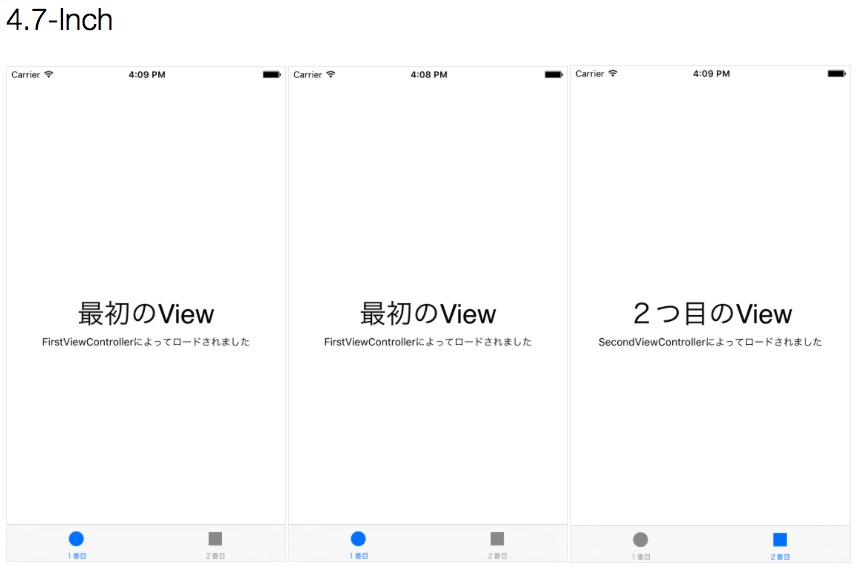 4.7-Inch
Carrier 4:09 PM
最初のView
FirstViewControllerによってロードされました
1番目 2番目
Carrier 4:08 PM
最初のView
FirstViewControllerによってロードされました
1番目 2番目
Carrier 4:09 PM
２つ目のView
SecondViewControllerによってロードされました
1番目 2番目